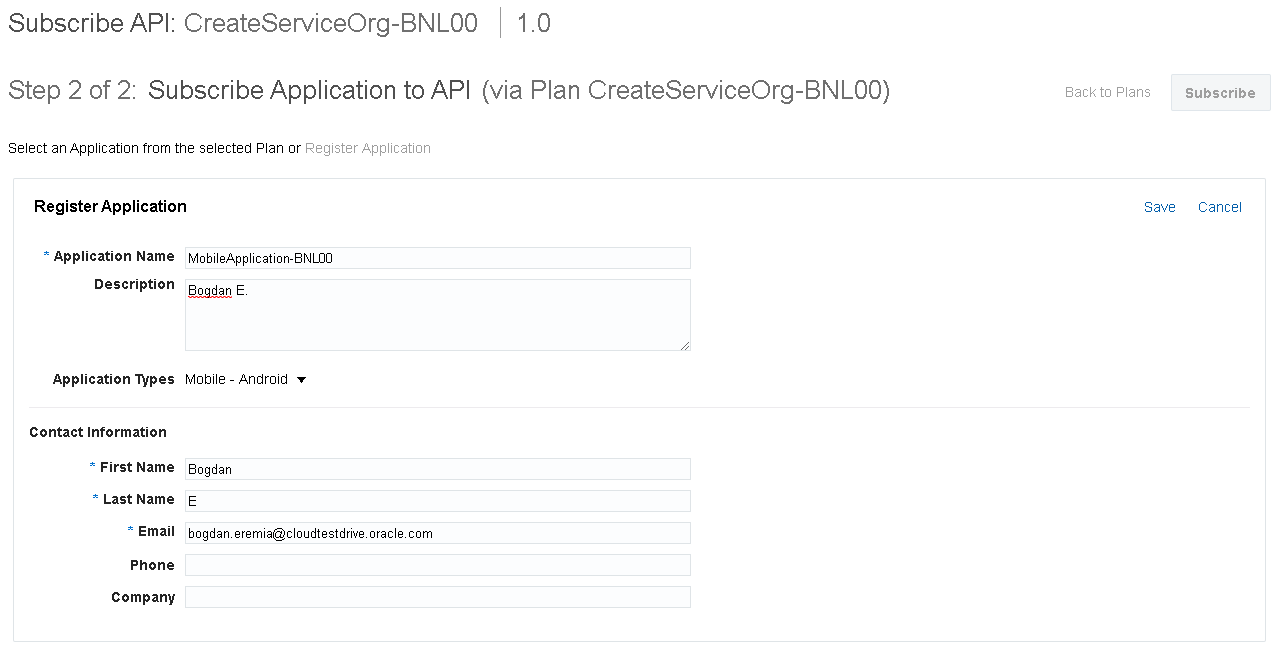 Subscribe API: CreateServiceOrg-BNL00 1.0
Step 2 of 2: Subscribe Application to API (via Plan CreateServiceOrg-BNL00) Back to Plans Subscribe
Select an Application from the selected Plan or Register Application
Register Application Save Cancel
* Application Name MobileApplication-BNL00
Description Bogdan E.
Application Types Mobile - Android
Contact Information
* First Name Bogdan
* Last Name E
* Email bogdan.eremia@cloudtestdrive.oracle.com
Phone
Company